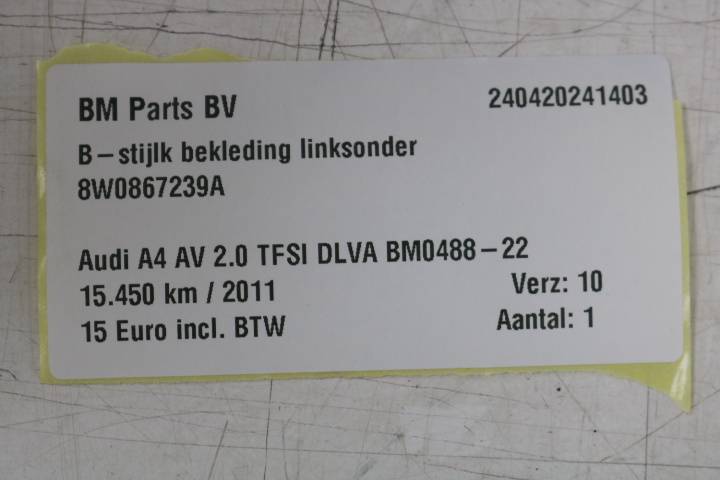 BM Parts BV 240420241403
B-stijlk bekleding linksonder
8W0867239A
Audi A4 AV 2.0 TFSI DLVA BM0488-22
15.450 km / 2011 Verz: 10
15 Euro incl. BTW Aantal: 1